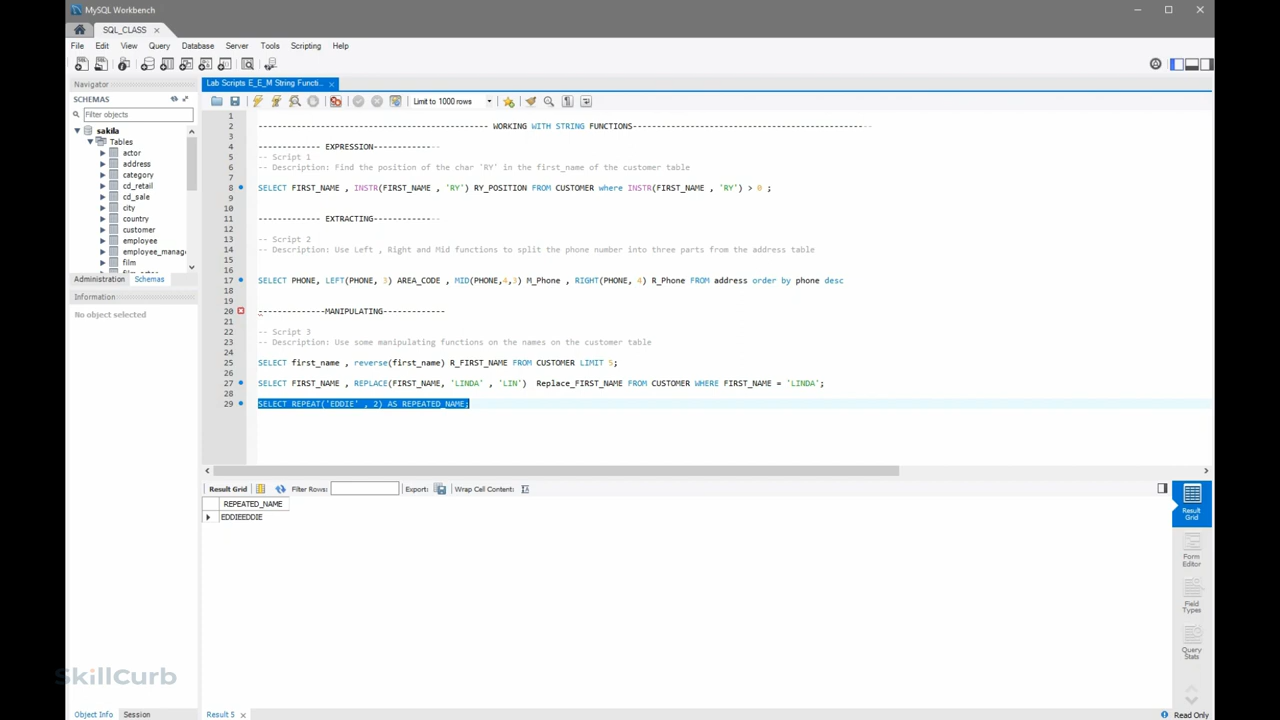 MySQL Workbench
SQL_CLASS
File Edit View Query Database Server Tools Scripting Help
Navigator
SCHEMAS
Filter objects
sakila
Tables
actor
address
category
cd_retail
cd_sale
city
country
customer
employee
employee_manag
film
Administration Schemas
Information
No object selected
Lab Scripts E_E_M String Functi...
Limit to 1000 rows
1
2 ------------------------------------------------ WORKING WITH STRING FUNCTIONS------------------------------------------------
3
4 ------------- EXPRESSION--------------
5 -- Script 1
6 -- Description: Find the position of the char 'RY' in the first_name of the customer table
7
8 SELECT FIRST_NAME , INSTR(FIRST_NAME , 'RY') RY_POSITION FROM CUSTOMER where INSTR(FIRST_NAME , 'RY') > 0 ;
9
10
11 ------------- EXTRACTING--------------
12
13 -- Script 2
14 -- Description: Use Left , Right and Mid functions to split the phone number into three parts from the address table
15
16
17 SELECT PHONE, LEFT(PHONE, 3) AREA_CODE , MID(PHONE,4,3) M_Phone , RIGHT(PHONE, 4) R_Phone FROM address order by phone desc
18
19
20 --------------MANIPULATING-------------
21
22 -- Script 3
23 -- Description: Use some manipulating functions on the names on the customer table
24
25 SELECT first_name , reverse(first_name) R_FIRST_NAME FROM CUSTOMER LIMIT 5;
26
27 SELECT FIRST_NAME , REPLACE(FIRST_NAME, 'LINDA' , 'LIN')  Replace_FIRST_NAME FROM CUSTOMER WHERE FIRST_NAME = 'LINDA';
28
29 SELECT REPEAT('EDDIE' , 2) AS REPEATED_NAME;
Result Grid Filter Rows: Export: Wrap Cell Content:
REPEATED_NAME
EDDIEEDDIE
Result
Grid
Form
Editor
Field
Types
Query
Stats
SkillCurb
Object Info Session
Result 5
Read Only